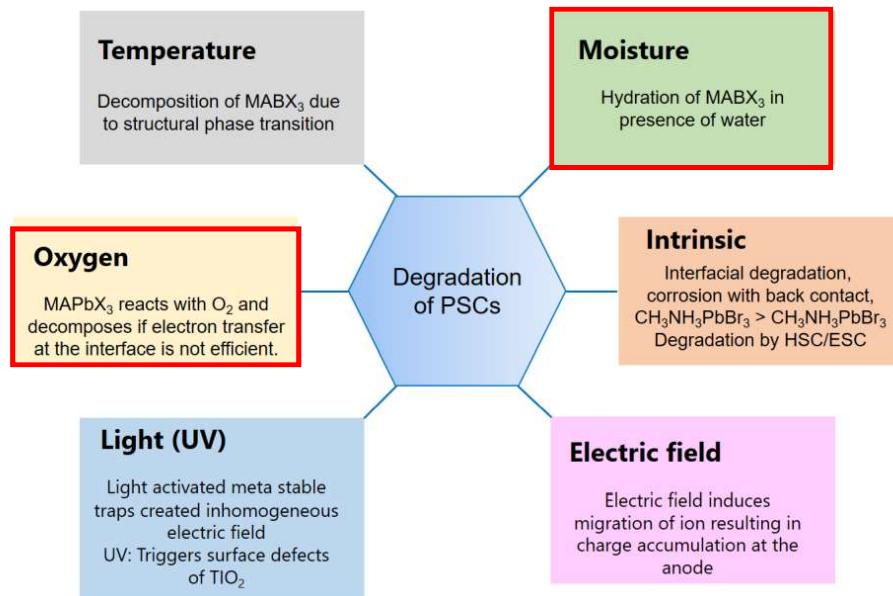 Temperature
Decomposition of MABX₃ due
to structural phase transition
Moisture
Hydration of MABX₃ in
presence of water
Oxygen
MAPbX₃ reacts with O₂ and
decomposes if electron transfer
at the interface is not efficient.
Degradation
of PSCs
Intrinsic
Interfacial degradation,
corrosion with back contact,
CH₃NH₃PbBr₃ > CH₃NH₃PbBr₃
Degradation by HSC/ESC
Light (UV)
Light activated meta stable
traps created inhomogeneous
electric field
UV: Triggers surface defects
of TIO₂
Electric field
Electric field induces
migration of ion resulting in
charge accumulation at the
anode